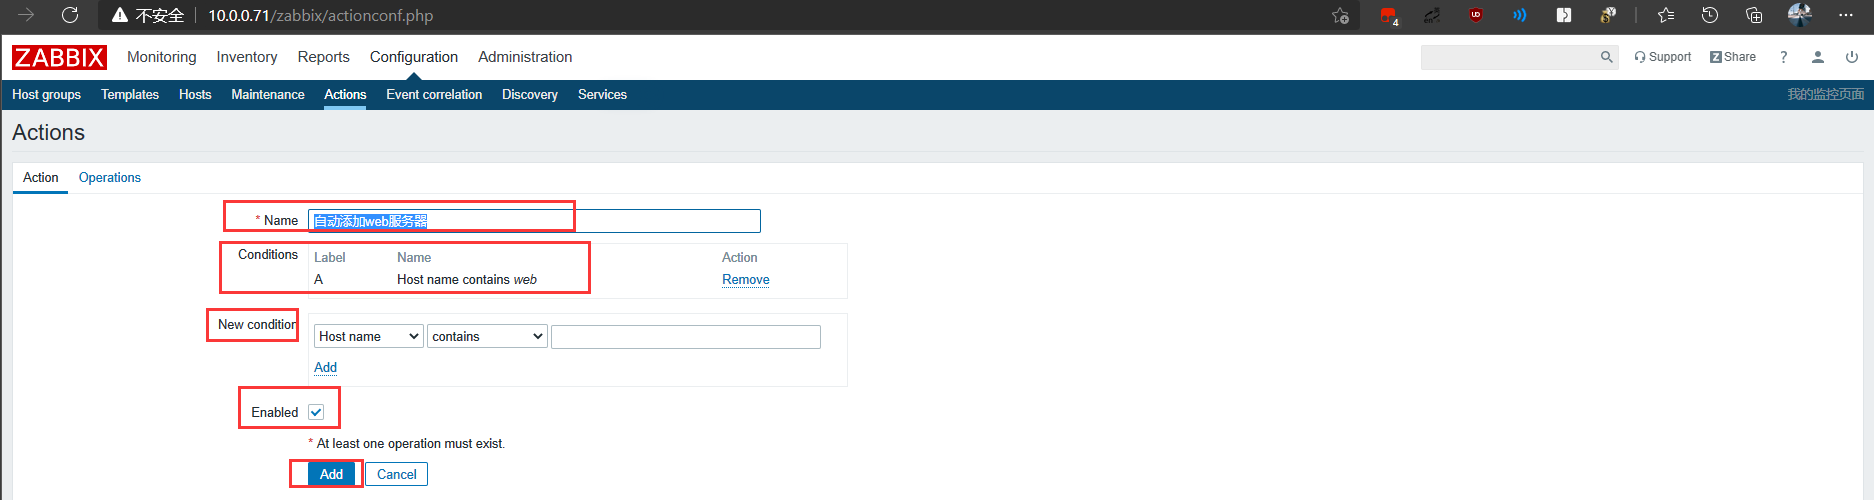 不安全 | 10.0.0.71/zabbix/actionconf.php
4
en
UD
ZABBIX Monitoring Inventory Reports Configuration Administration Support Z Share ?
Host groups Templates Hosts Maintenance Actions Event correlation Discovery Services 我的监控页面
Actions
Action Operations
* Name 自动添加web服务器
Conditions Label Name Action
A Host name contains web Remove
New condition
Host name contains
Add
Enabled
* At least one operation must exist.
Add Cancel